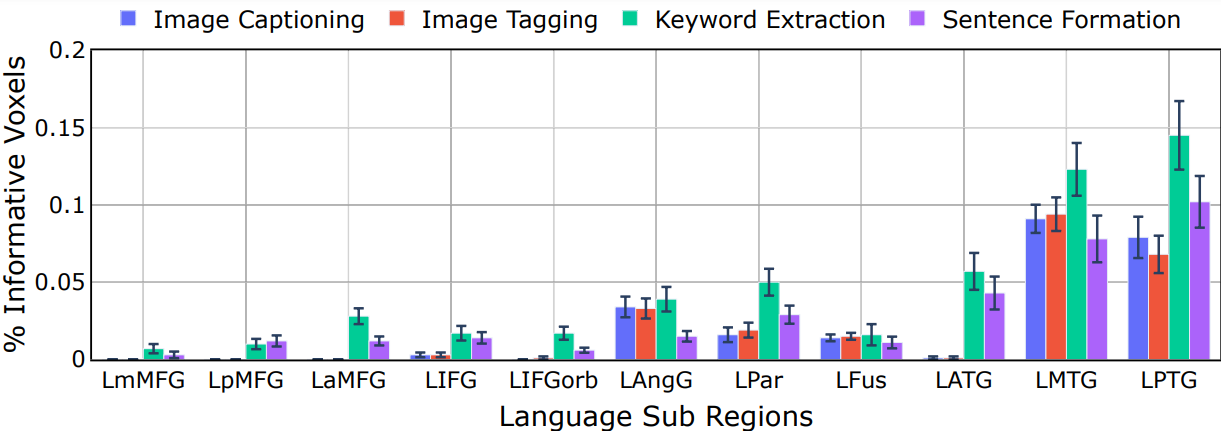 Image Captioning Image Tagging Keyword Extraction Sentence Formation
% Informative Voxels
0.2
0.15
0.1
0.05
0
LmMFG LpMFG LaMFG LIFG LIFGorb LAngG LPar LFus LATG LMTG LPTG
Language Sub Regions